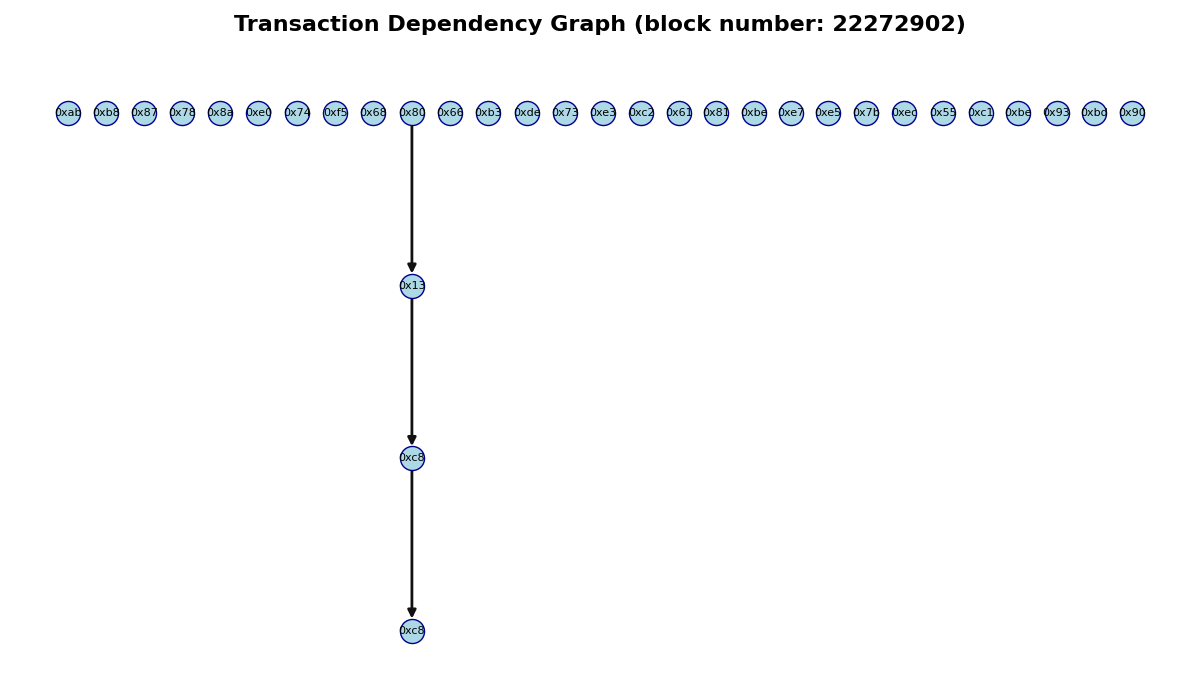 Transaction Dependency Graph (block number: 22272902)
0xab 0xb8 0x87 0x78 0x8a 0xe0 0x74 0xf5 0x68 0x80 0x66 0xb3 0xde 0x73 0xe3 0xc2 0x61 0x81 0xbe 0xe7 0xe5 0x7b 0xec 0x55 0xc1 0xbe 0x93 0xbd 0x90
0x13
0xc8
0xc8